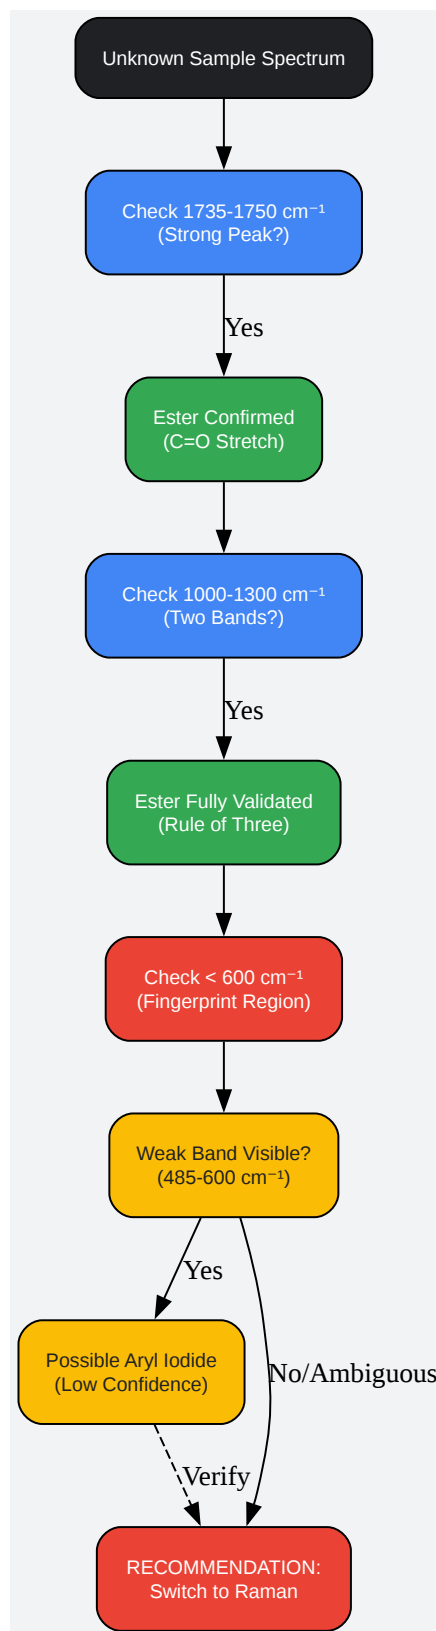 Unknown Sample Spectrum
Check 1735-1750 cm⁻¹
(Strong Peak?)
Yes
Ester Confirmed
(C=O Stretch)
Check 1000-1300 cm⁻¹
(Two Bands?)
Yes
Ester Fully Validated
(Rule of Three)
Check < 600 cm⁻¹
(Fingerprint Region)
Weak Band Visible?
(485-600 cm⁻¹)
Yes
Possible Aryl Iodide
(Low Confidence)
No/Ambiguous
Verify
RECOMMENDATION:
Switch to Raman